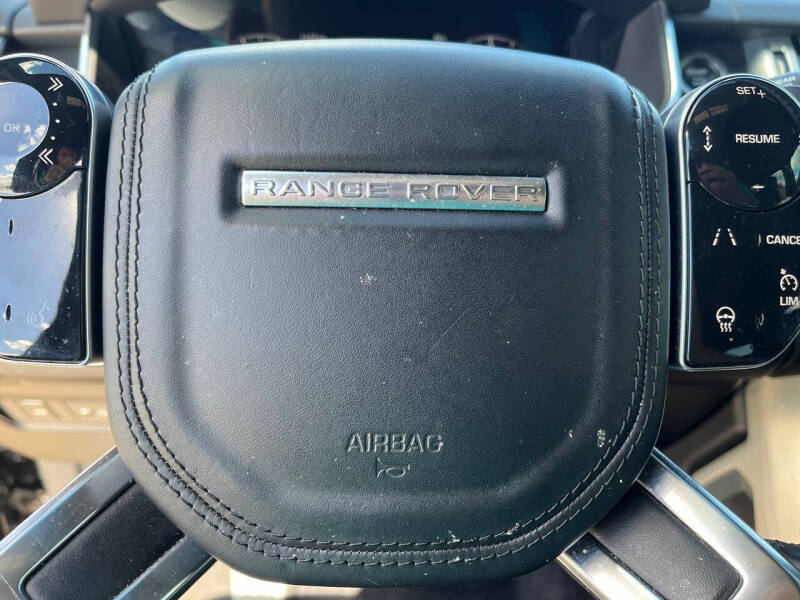 OK
SET+
RESUME
-
RANGE ROVER
CANCE
LIM
AIRBAG